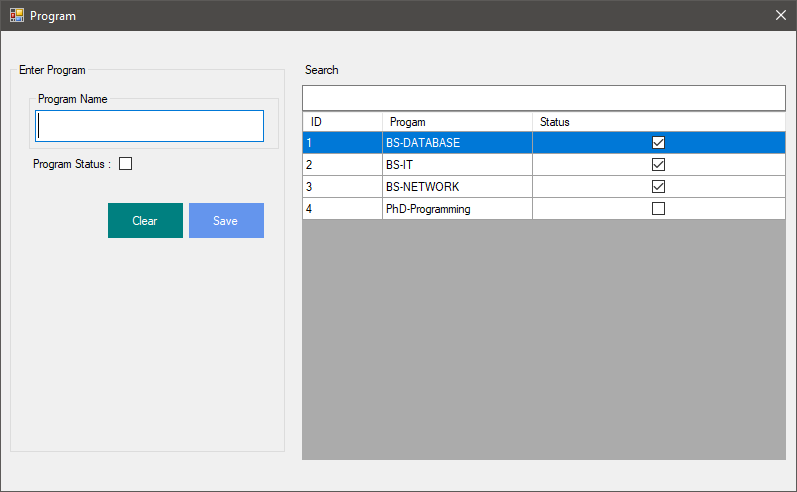 Program
Enter Program
Program Name
Program Status :
Clear Save
Search
ID Progam Status
1 BS-DATABASE
2 BS-IT
3 BS-NETWORK
4 PhD-Programming